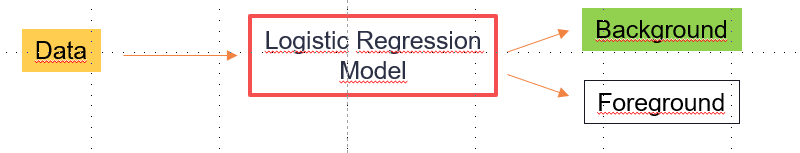 Data
Logistic Regression
Model
Background
Foreground